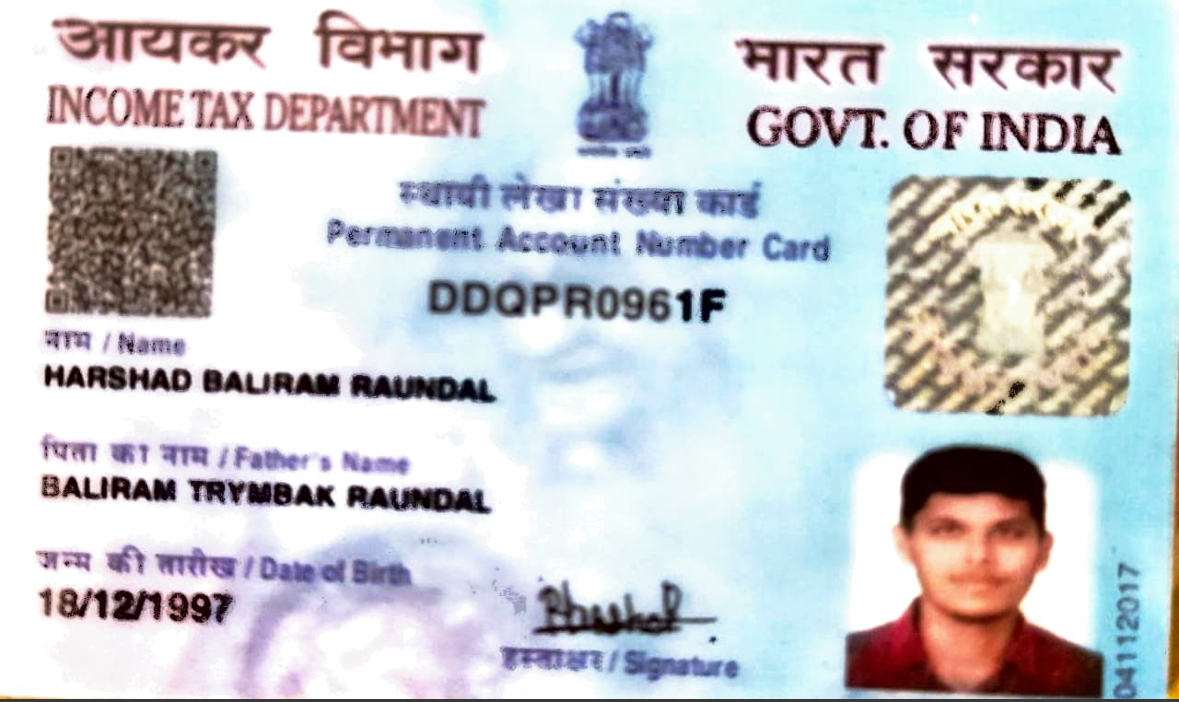 आयकर विभाग
INCOME TAX DEPARTMENT
भारत सरकार
GOVT. OF INDIA
स्थायी लेखा संख्या कार्ड
Permanent Account Number Card
DDQPR0961F
नाम / Name
HARSHAD BALIRAM RAUNDAL
पिता का नाम / Father's Name
BALIRAM TRYMBAK RAUNDAL
जन्म की तारीख / Date of Birth
18/12/1997
हस्ताक्षर / Signature
04112017